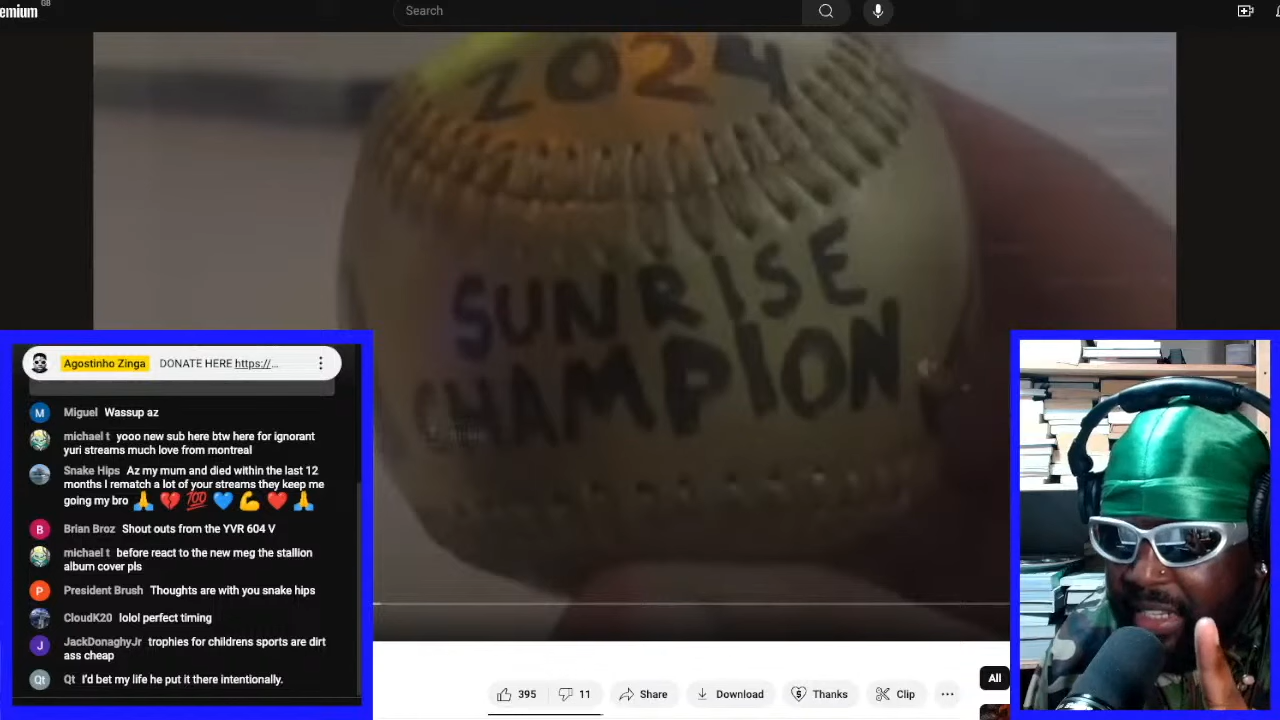 emium GB
Search
2024
SUNRISE
CHAMPION
Agostinho Zinga DONATE HERE https://...
Miguel Wassup az
michael t yooo new sub here btw here for ignorant
yuri streams much love from montreal
Snake Hips Az my mum and died within the last 12
months I rematch a lot of your streams they keep me
going my bro 🙏 💔 💯 💙 💪 ❤️ 🙏
Brian Broz Shout outs from the YVR 604 V
michael t before react to the new meg the stallion
album cover pls
President Brush Thoughts are with you snake hips
CloudK20 lolol perfect timing
JackDonaghyJr trophies for childrens sports are dirt
ass cheap
Qt I'd bet my life he put it there intentionally.
395 11 Share Download Thanks Clip ...
All